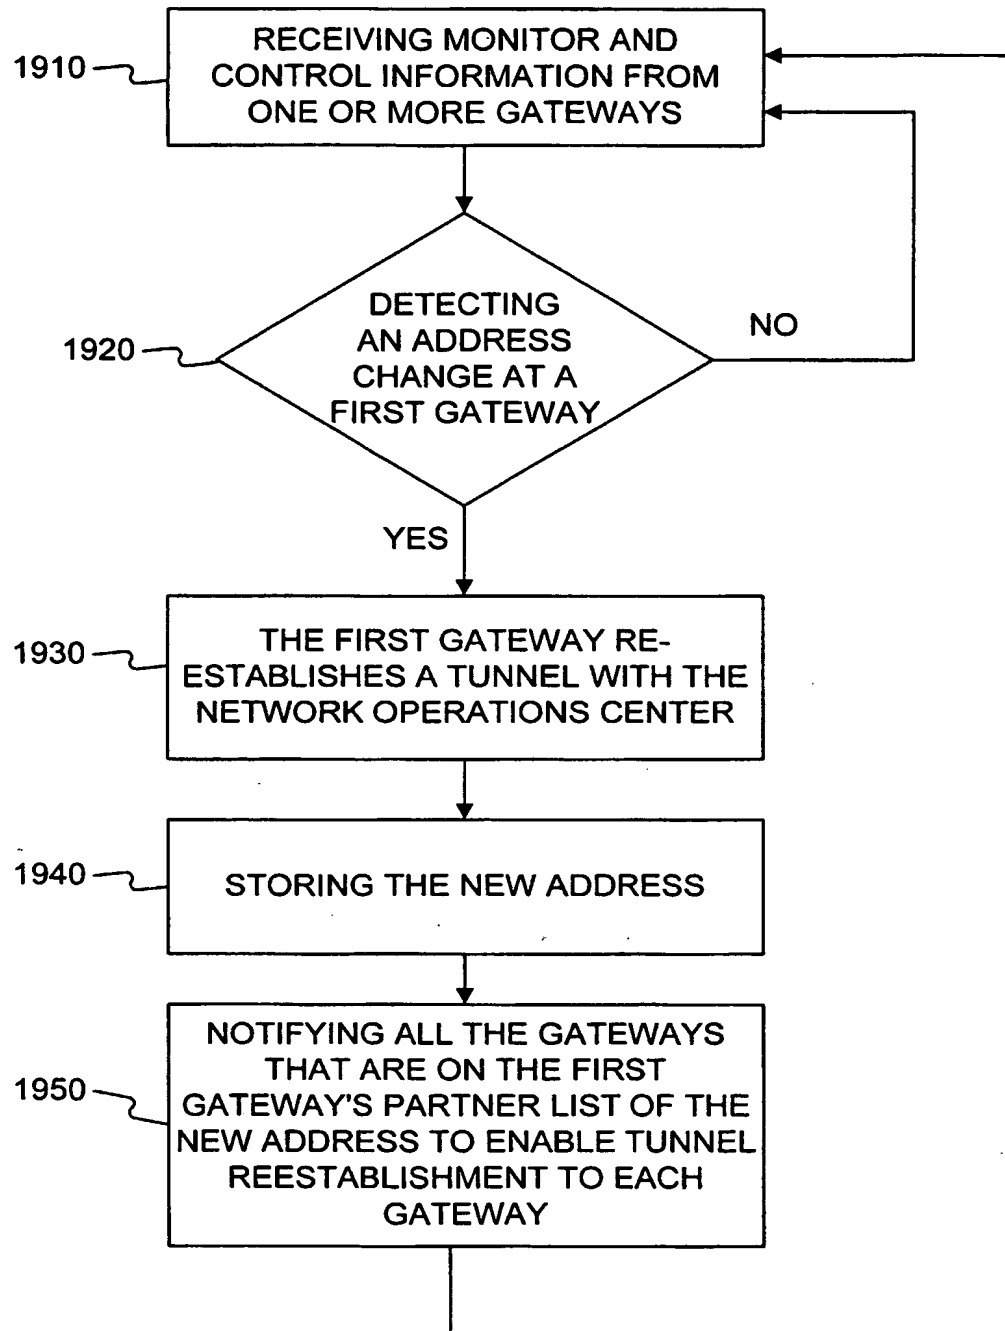 1910
RECEIVING MONITOR AND
CONTROL INFORMATION FROM
ONE OR MORE GATEWAYS
1920
DETECTING
AN ADDRESS
CHANGE AT A
FIRST GATEWAY
NO
YES
1930
THE FIRST GATEWAY RE-
ESTABLISHES A TUNNEL WITH THE
NETWORK OPERATIONS CENTER
1940
STORING THE NEW ADDRESS
1950
NOTIFYING ALL THE GATEWAYS
THAT ARE ON THE FIRST
GATEWAY'S PARTNER LIST OF THE
NEW ADDRESS TO ENABLE TUNNEL
REESTABLISHMENT TO EACH
GATEWAY